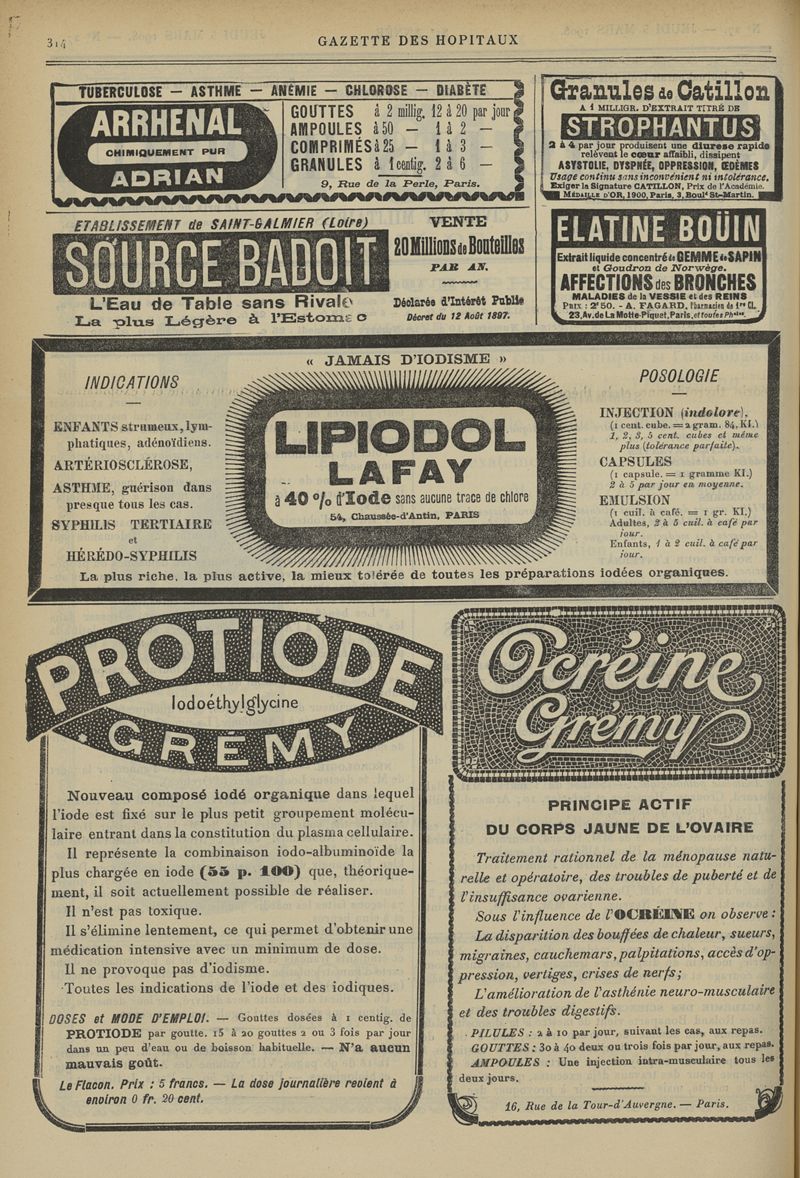 314
GAZETTE DES HOPITAUX
TUBERCULOSE — ASTHME — ANÉMIE — CHLOROSE — DIABÈTE
ARRHENAL
CHIMIQUEMENT PUR
ADRIAN
GOUTTES à 2 millig. 12 à 20 par jour
AMPOULES à 50 — 1 à 2 —
COMPRIMÉS à 25 — 1 à 3 —
GRANULES à 1 centig. 2 à 6 —
9, Rue de la Perle, Paris.
Granules de Catillon
A 1 MILLIGR. D'EXTRAIT TITRÉ DE
STROPHANTUS
2 à 4 par jour produisent une diurese rapide
relèvent le cœur affaibli, dissipent
ASYSTOLIE, DYSPNÉE, OPPRESSION, ŒDÈMES
Usage continu sans inconvénient ni intolérance.
Exiger la Signature CATILLON, Prix de l'Académie.
MÉDAILLE D'OR, 1900, Paris, 3, Boulᵈ St-Martin.
ETABLISSEMENT de SAINT-GALMIER (Loire)
SOURCE BADOIT
L'Eau de Table sans Rivale
La plus Légère à l'Estomac
VENTE
20 Millions de Bouteilles
PAR AN.
Déclarée d'Intérêt Public
Décret du 12 Août 1897.
ELATINE BOÜIN
Extrait liquide concentré de GEMME de SAPIN
et Goudron de Norwège.
AFFECTIONS des BRONCHES
MALADIES de la VESSIE et des REINS
PRIX : 2ᶠ50. - A. FAGARD, Pharmacien de 1ʳᵉ CL.
23, Av. de La Motte-Piquet, Paris, et toutes Phᶜⁱᵉˢ.
« JAMAIS D'IODISME »
INDICATIONS
ENFANTS strumeux, lym-
phatiques, adénoïdiens.
ARTÉRIOSCLÉROSE,
ASTHME, guérison dans
presque tous les cas.
SYPHILIS TERTIAIRE
et
HÉRÉDO-SYPHILIS
LIPIODOL
LAFAY
à 40 % d'Iode sans aucune trace de chlore
54, Chaussée-d'Antin, PARIS
POSOLOGIE
INJECTION (indolore).
(1 cent. cube. = 2 gram. 84, KI.)
1, 2, 3, 5 cent. cubes et même
plus (tolérance parfaite).
CAPSULES
(1 capsule. = 1 gramme KI.)
2 à 5 par jour en moyenne.
EMULSION
(1 cuil. à café. = 1 gr. KI.)
Adultes, 2 à 5 cuil. à café par
jour.
Enfants, 1 à 2 cuil. à café par
jour.
La plus riche, la plus active, la mieux tolérée de toutes les préparations iodées organiques.
PROTIODE
Iodoéthylglycine
GRÉMY
Nouveau composé iodé organique dans lequel
l'iode est fixé sur le plus petit groupement molécu-
laire entrant dans la constitution du plasma cellulaire.
Il représente la combinaison iodo-albuminoïde la
plus chargée en iode (55 p. 100) que, théorique-
ment, il soit actuellement possible de réaliser.
Il n'est pas toxique.
Il s'élimine lentement, ce qui permet d'obtenir une
médication intensive avec un minimum de dose.
Il ne provoque pas d'iodisme.
Toutes les indications de l'iode et des iodiques.
DOSES et MODE D'EMPLOI. — Gouttes dosées à 1 centig. de
PROTIODE par goutte. 15 à 20 gouttes 2 ou 3 fois par jour
dans un peu d'eau ou de boisson habituelle. — N'a aucun
mauvais goût.
Le Flacon. Prix : 5 francs. — La dose journalière revient à
environ 0 fr. 20 cent.
Ocréine
Grémy
PRINCIPE ACTIF
DU CORPS JAUNE DE L'OVAIRE
Traitement rationnel de la ménopause natu-
relle et opératoire, des troubles de puberté et de
l'insuffisance ovarienne.
Sous l'influence de l'OCRÉINE on observe :
La disparition des bouffées de chaleur, sueurs,
migraines, cauchemars, palpitations, accès d'op-
pression, vertiges, crises de nerfs;
L'amélioration de l'asthénie neuro-musculaire
et des troubles digestifs.
PILULES : 2 à 10 par jour, suivant les cas, aux repas.
GOUTTES : 30 à 40 deux ou trois fois par jour, aux repas.
AMPOULES : Une injection intra-musculaire tous les
deux jours.
16, Rue de la Tour-d'Auvergne. — Paris.